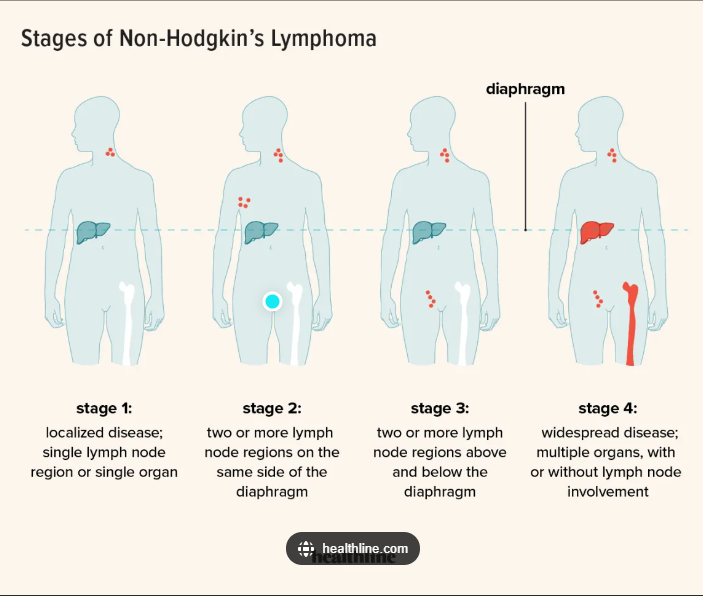 Stages of Non-Hodgkin's Lymphoma
diaphragm
stage 1:
localized disease;
single lymph node
region or single organ
stage 2:
two or more lymph
node regions on the
same side of the
diaphragm
stage 3:
two or more lymph
node regions above
and below the
diaphragm
stage 4:
widespread disease;
multiple organs, with
or without lymph node
involvement
healthline.com
healthline